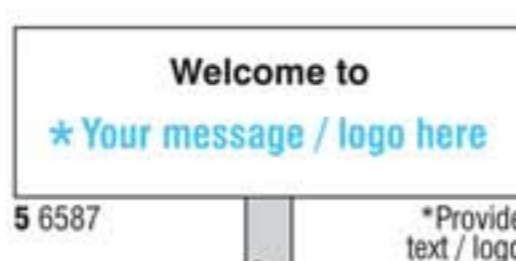 Welcome to
* Your message / logo here
5 6587
*Provide
text / logo